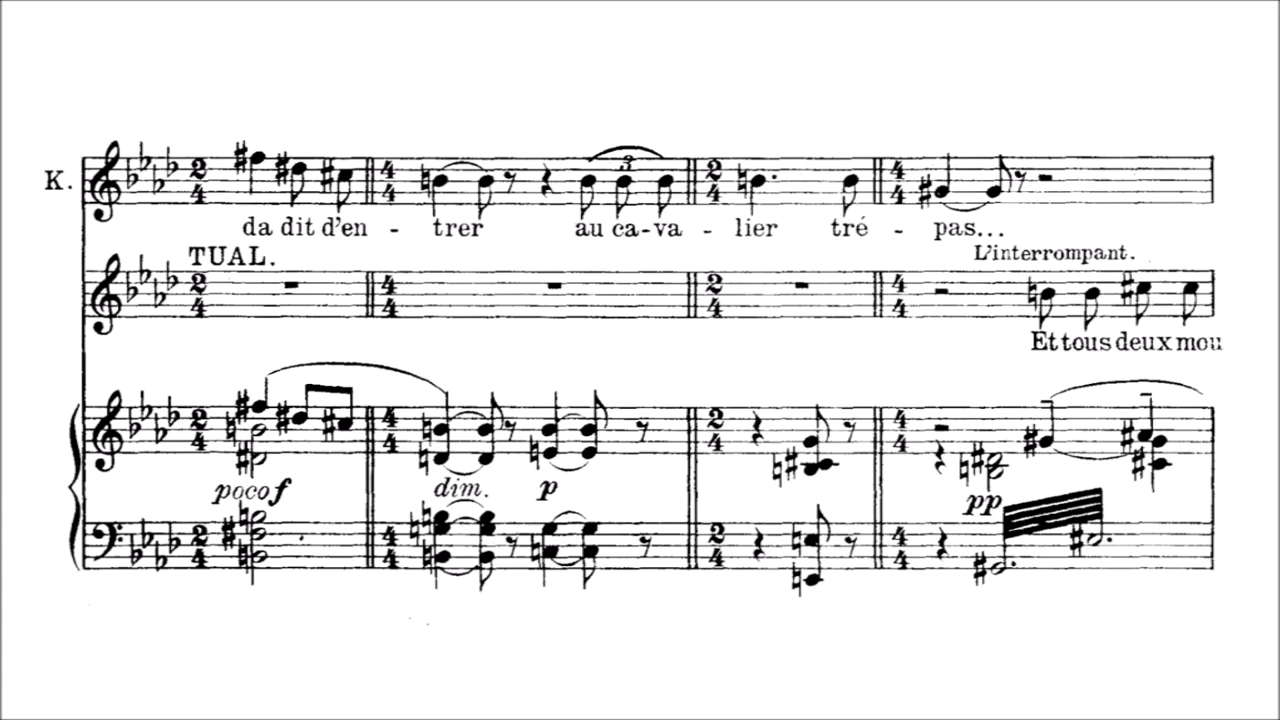 K.
da dit d'en - trer au ca-va - lier tré - pas...
TUAL.
L'interrompant.
Et tous deux mou
poco f
dim.
p
pp